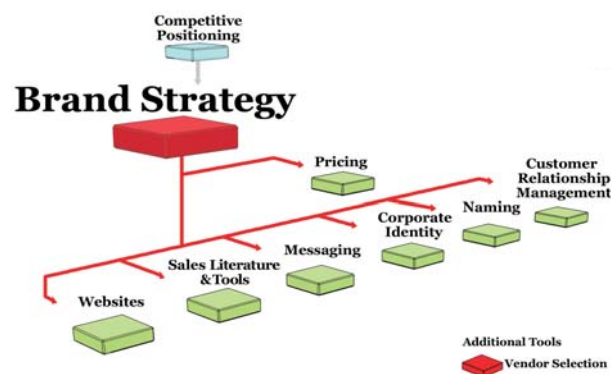 Competitive
Positioning
Brand Strategy
Pricing
Customer
Relationship
Management
Naming
Corporate
Identity
Messaging
Sales Literature
&Tools
Websites
Additional Tools
Vendor Selection